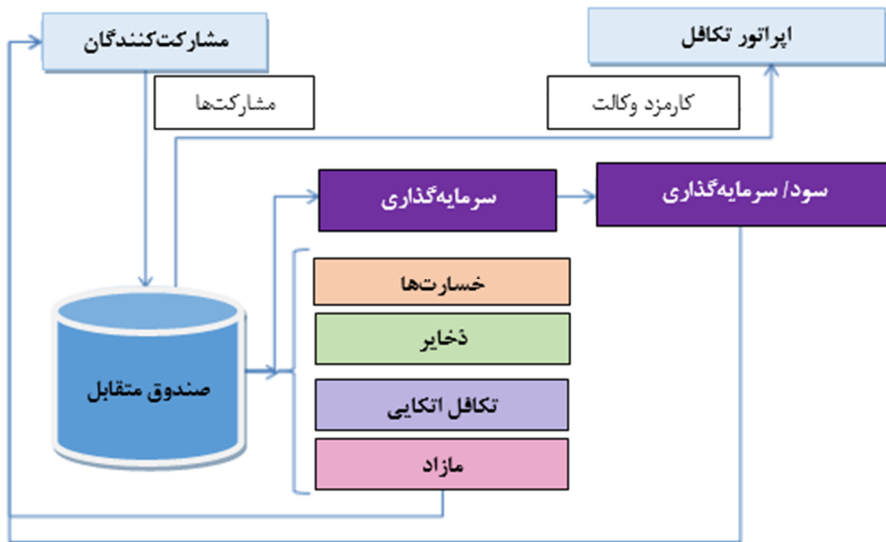 مشارکت‌کنندگان
اپراتور تکافل
مشارکت‌ها
کارمزد وکالت
سرمایه‌گذاری
سود/ سرمایه‌گذاری
خسارت‌ها
ذخایر
صندوق متقابل
تکافل اتکایی
مازاد